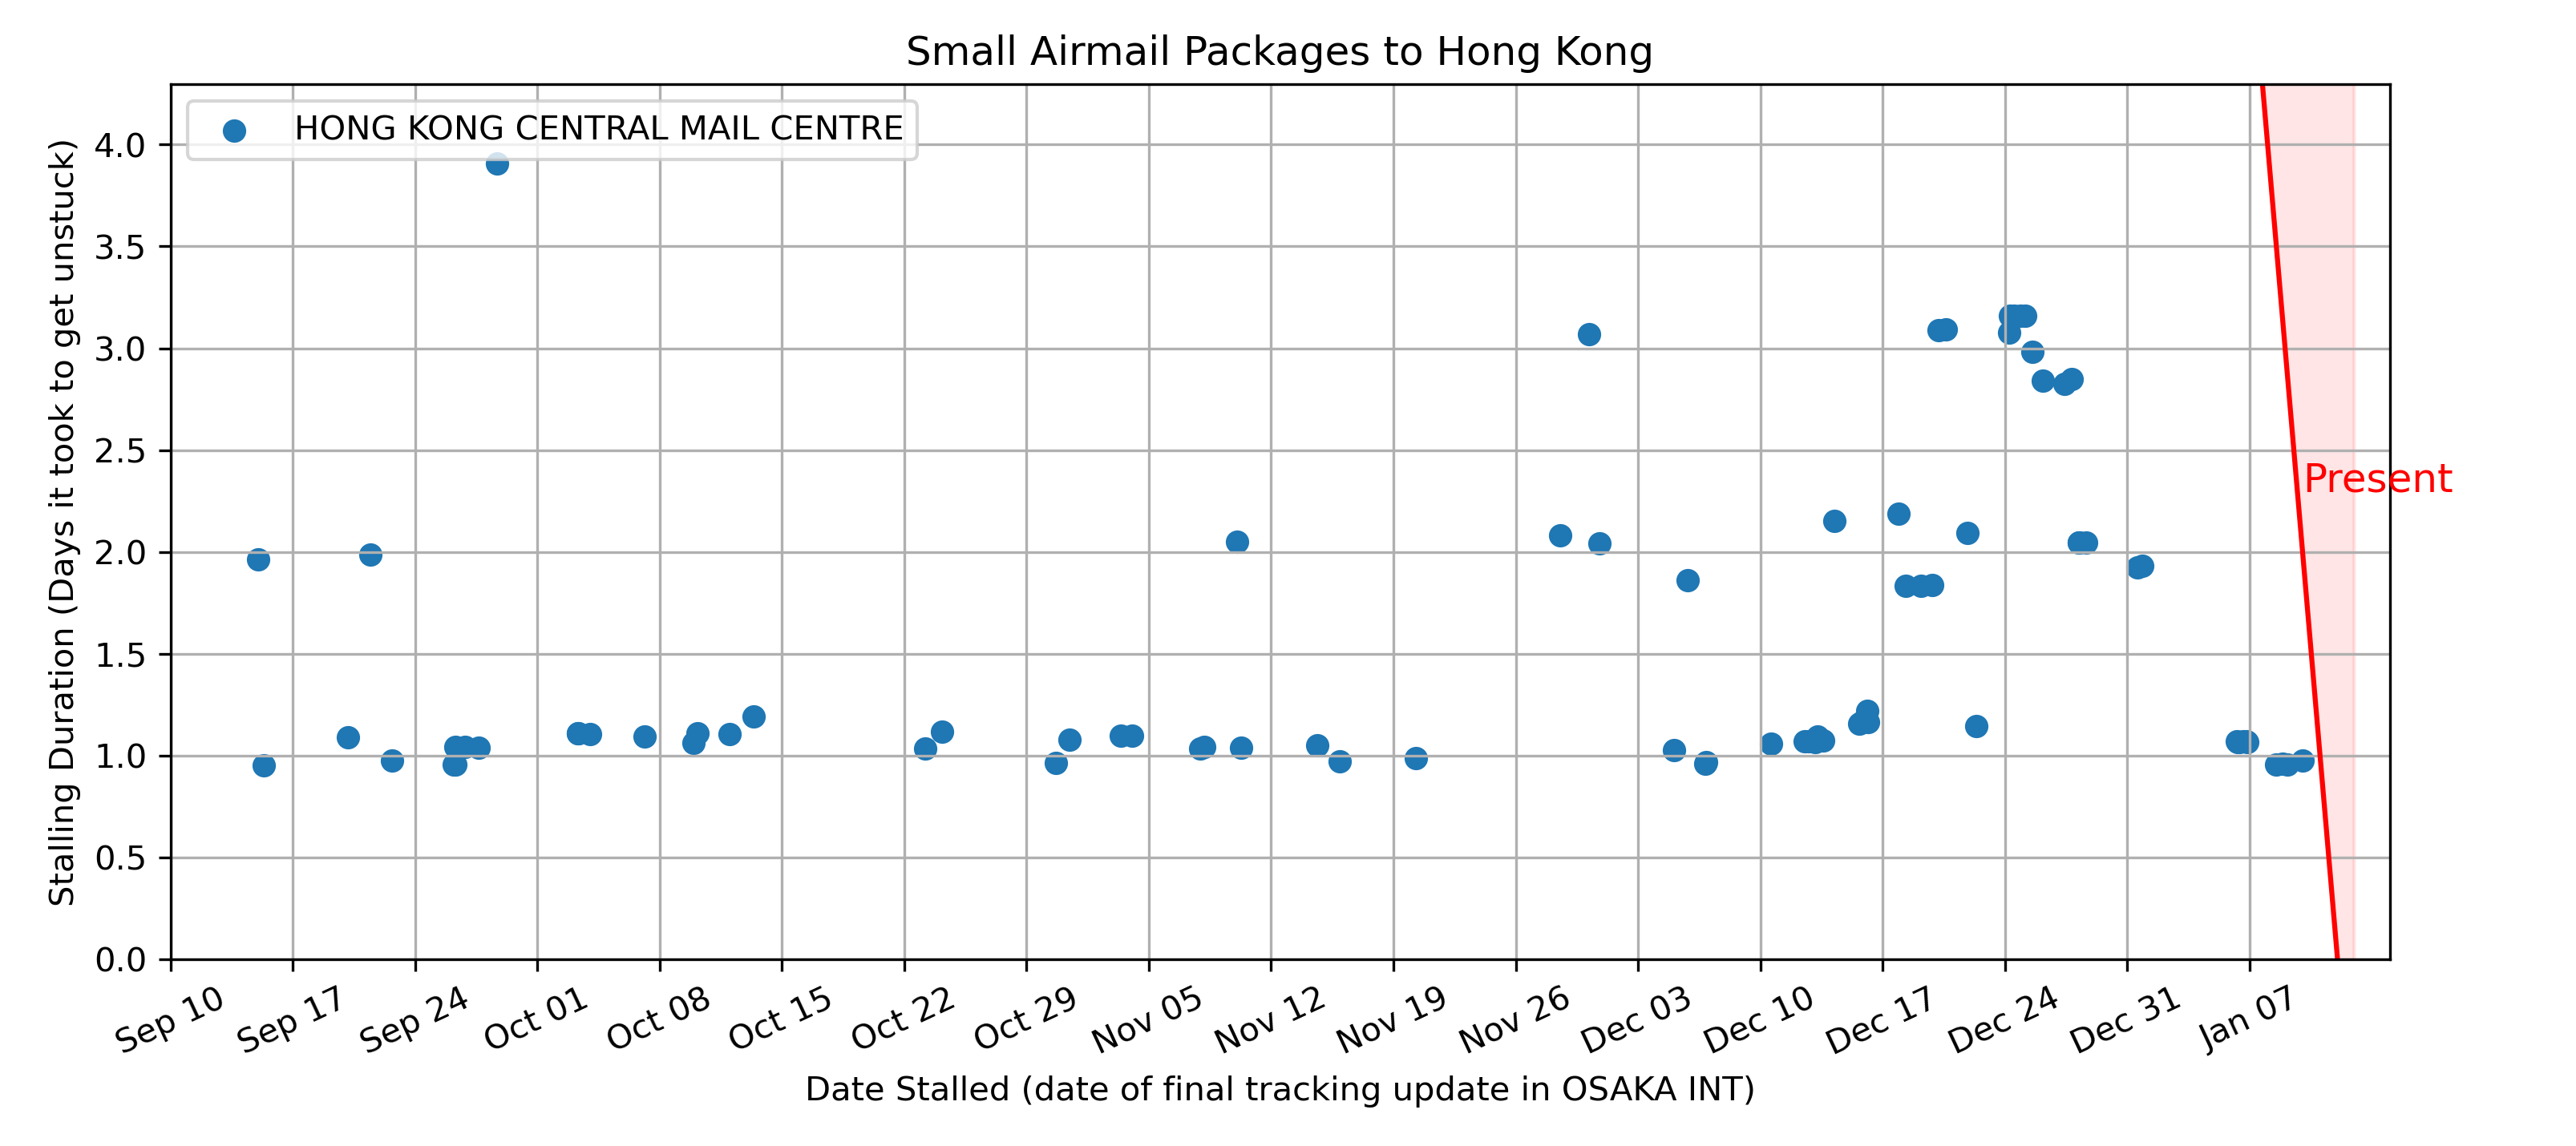 Small Airmail Packages to Hong Kong
HONG KONG CENTRAL MAIL CENTRE
Stalling Duration (Days it took to get unstuck)
4.0
3.5
3.0
2.5
2.0
1.5
1.0
0.5
0.0
Present
Sep 10
Sep 17
Sep 24
Oct 01
Oct 08
Oct 15
Oct 22
Oct 29
Nov 05
Nov 12
Nov 19
Nov 26
Dec 03
Dec 10
Dec 17
Dec 24
Dec 31
Jan 07
Date Stalled (date of final tracking update in OSAKA INT)